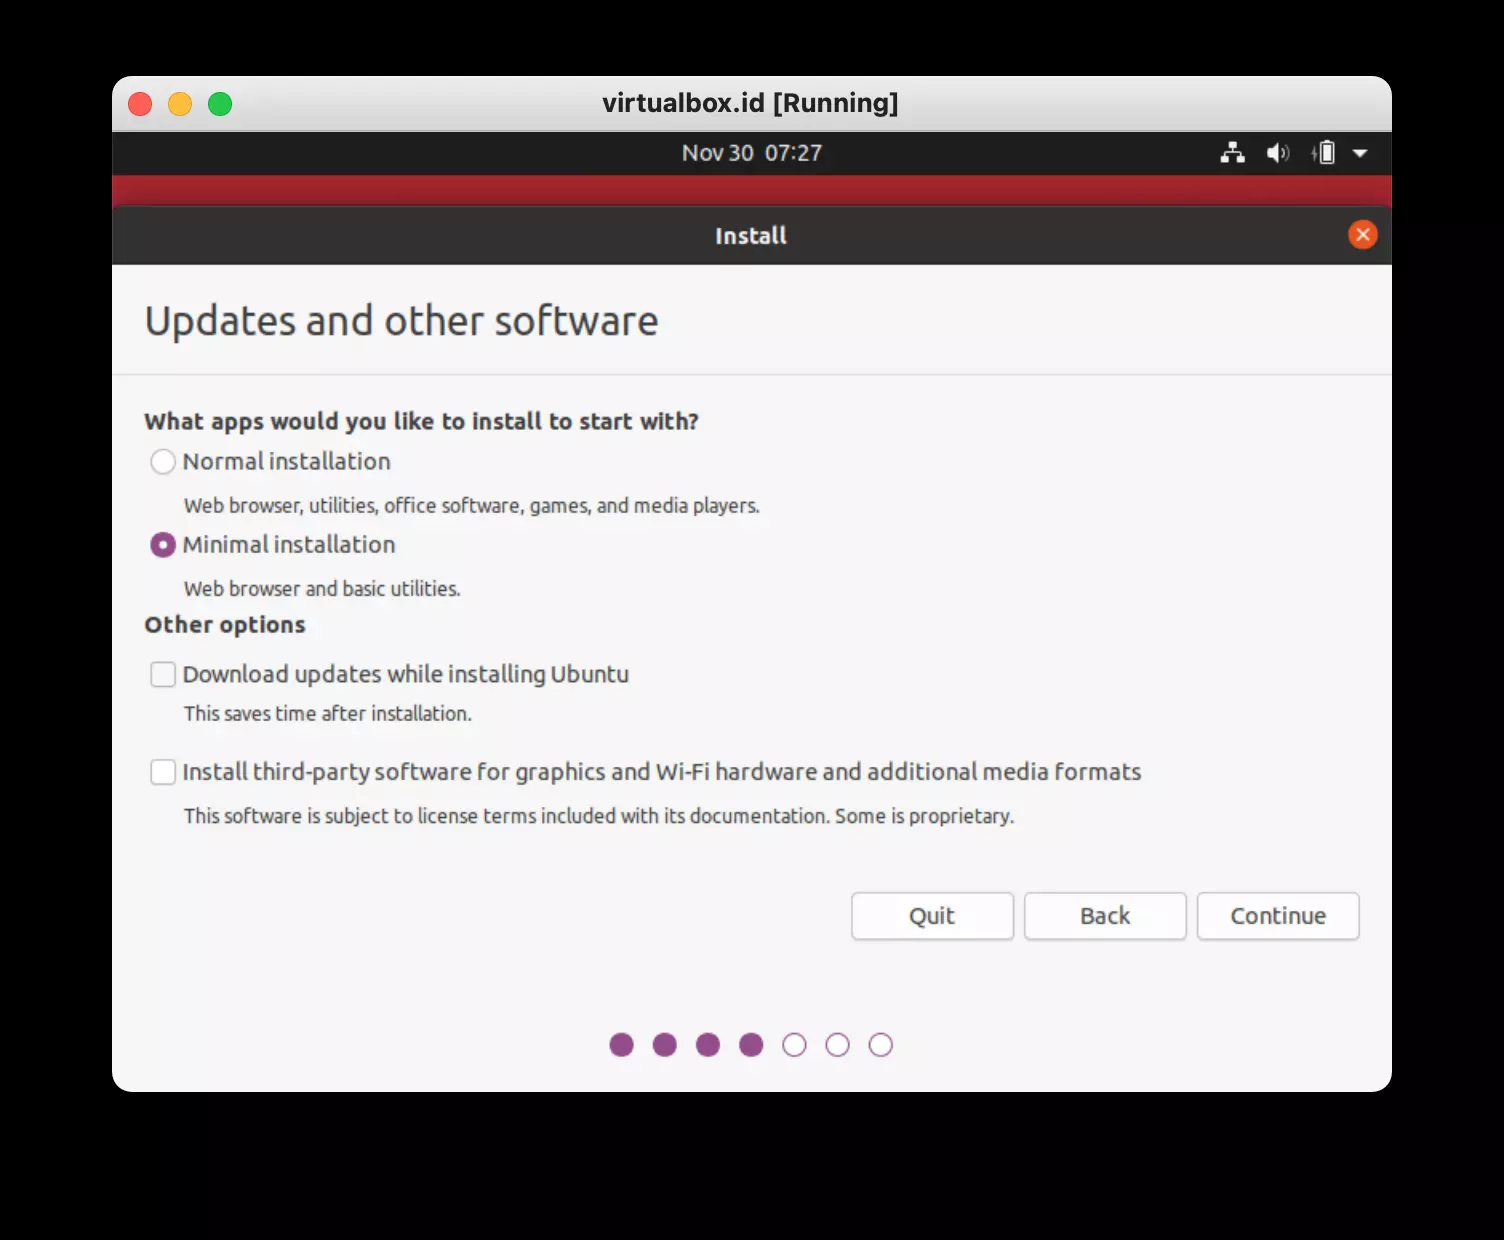 virtualbox.id [Running]
Nov 30 07:27
Install
Updates and other software
What apps would you like to install to start with?
Normal installation
Web browser, utilities, office software, games, and media players.
Minimal installation
Web browser and basic utilities.
Other options
Download updates while installing Ubuntu
This saves time after installation.
Install third-party software for graphics and Wi-Fi hardware and additional media formats
This software is subject to license terms included with its documentation. Some is proprietary.
Quit Back Continue